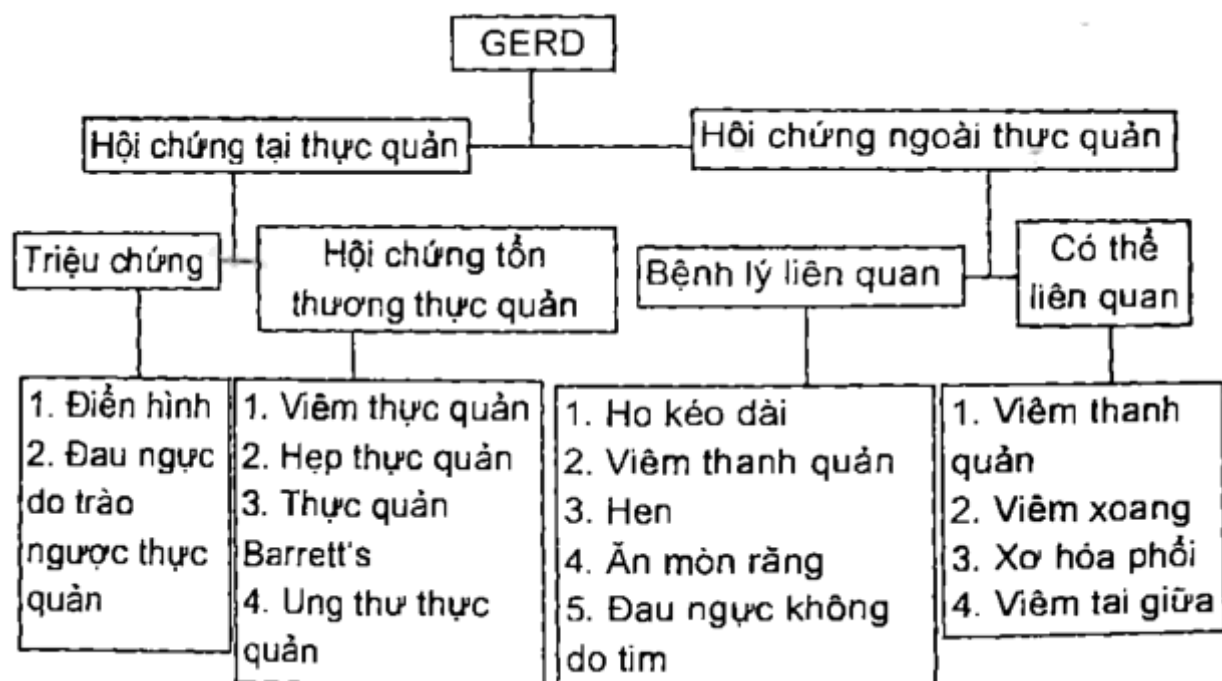 GERD
Hội chứng tại thực quản
Hôi chứng ngoài thực quản
Triệu chứng
Hội chứng tổn
thương thực quản
Bệnh lý liên quan
Có thể
liên quan
1. Điển hình
2. Đau ngực
do trào
ngược thực
quản
1. Viêm thực quản
2. Hẹp thực quản
3. Thực quản
Barrett's
4. Ung thư thực
quản
1. Ho kéo dài
2. Viêm thanh quản
3. Hen
4. Ăn mòn răng
5. Đau ngực không
do tim
1. Viêm thanh
quản
2. Viêm xoang
3. Xơ hóa phổi
4. Viêm tai giữa